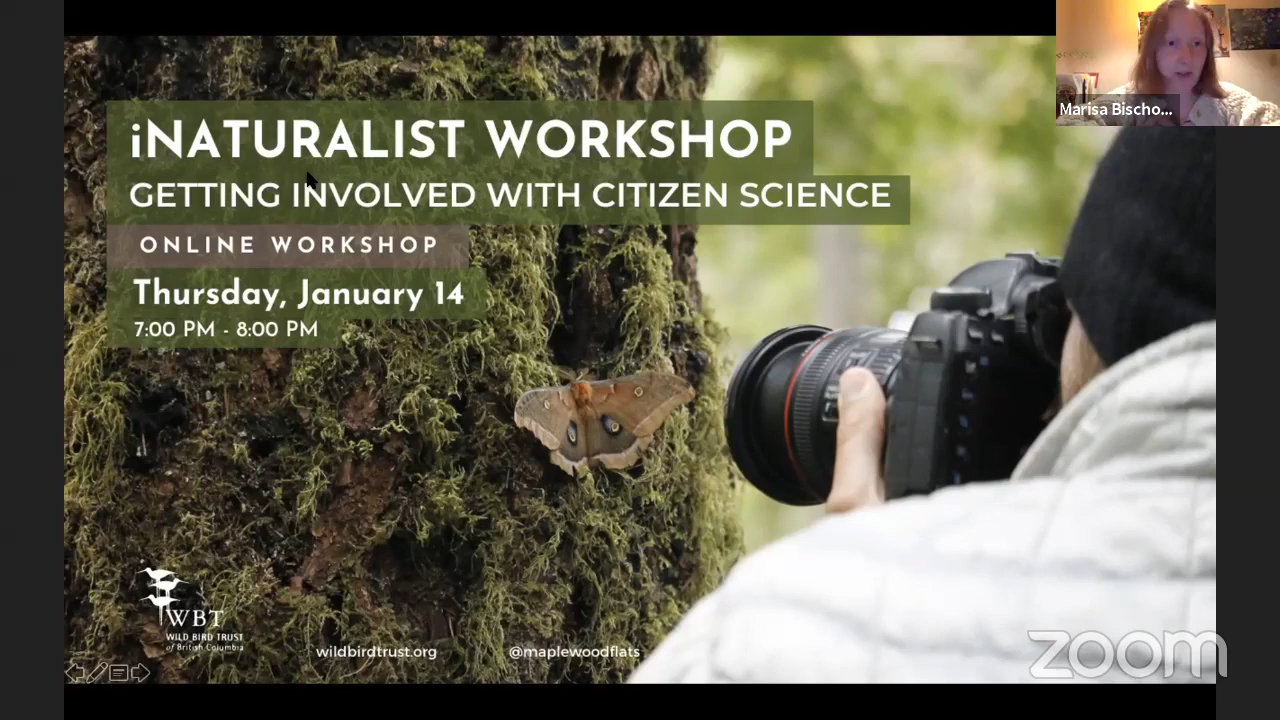 iNATURALIST WORKSHOP
GETTING INVOLVED WITH CITIZEN SCIENCE
ONLINE WORKSHOP
Thursday, January 14
7:00 PM - 8:00 PM
Marisa Bischo...
WBT
WILD BIRD TRUST
of British Columbia
wildbirdtrust.org
@maplewoodflats
zoom